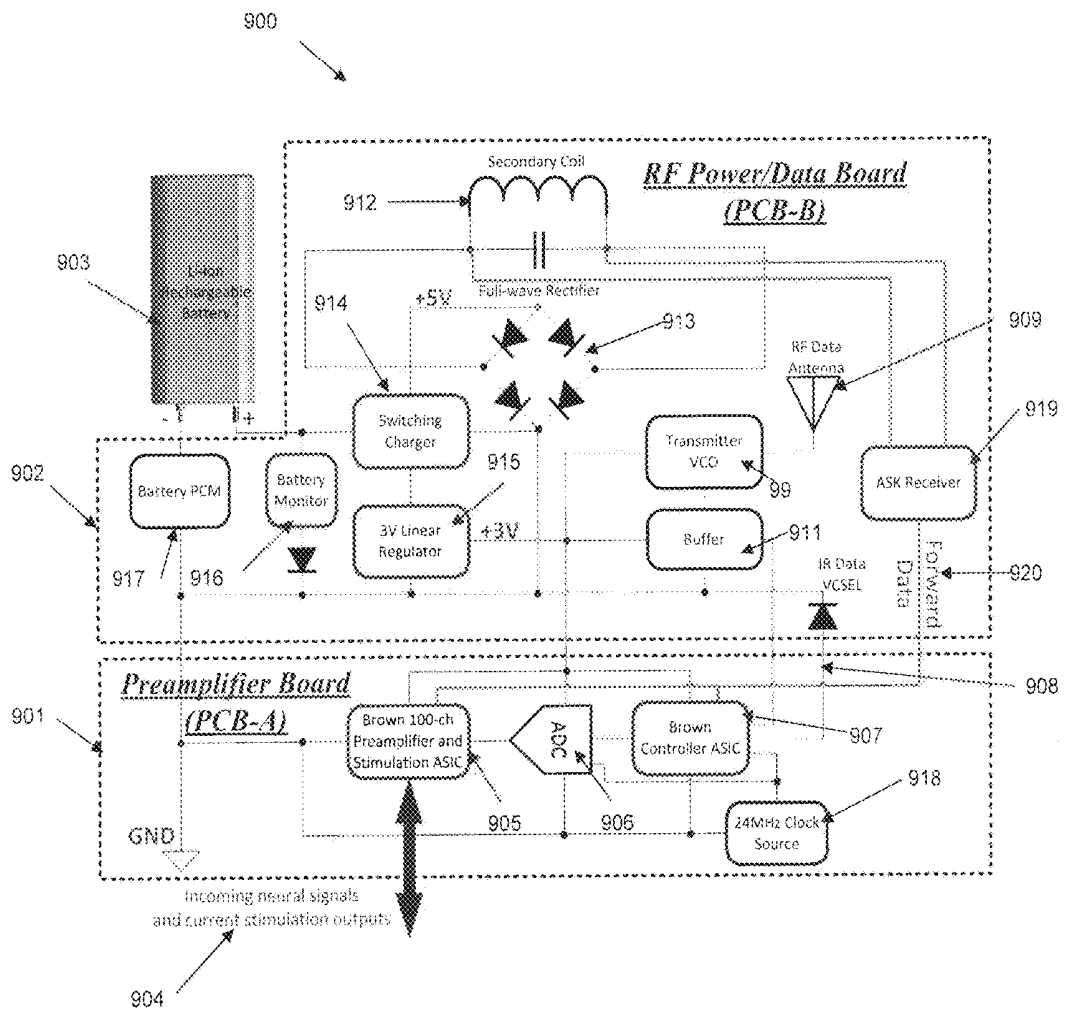 900
Secondary Coil
RF Power/Data Board
(PCB-B)
912
903
Li-ion
Rechargeable
Battery
- +
914
+5V
Full-wave Rectifier
913
909
RF Data
Antenna
919
Switching
Charger
Transmitter
VCO
99
902
Battery PCM
Battery
Monitor
915
ASK Receiver
3V Linear
Regulator
+3V
Buffer
911
917
916
IR Data
VCSEL
Forward
Data
920
Preamplifier Board
(PCB-A)
908
901
Brown 100-ch
Preamplifier and
Stimulation ASIC
ADC
Brown
Controller ASIC
907
918
905
906
24MHz Clock
Source
GND
Incoming neural signals
and current stimulation outputs
904